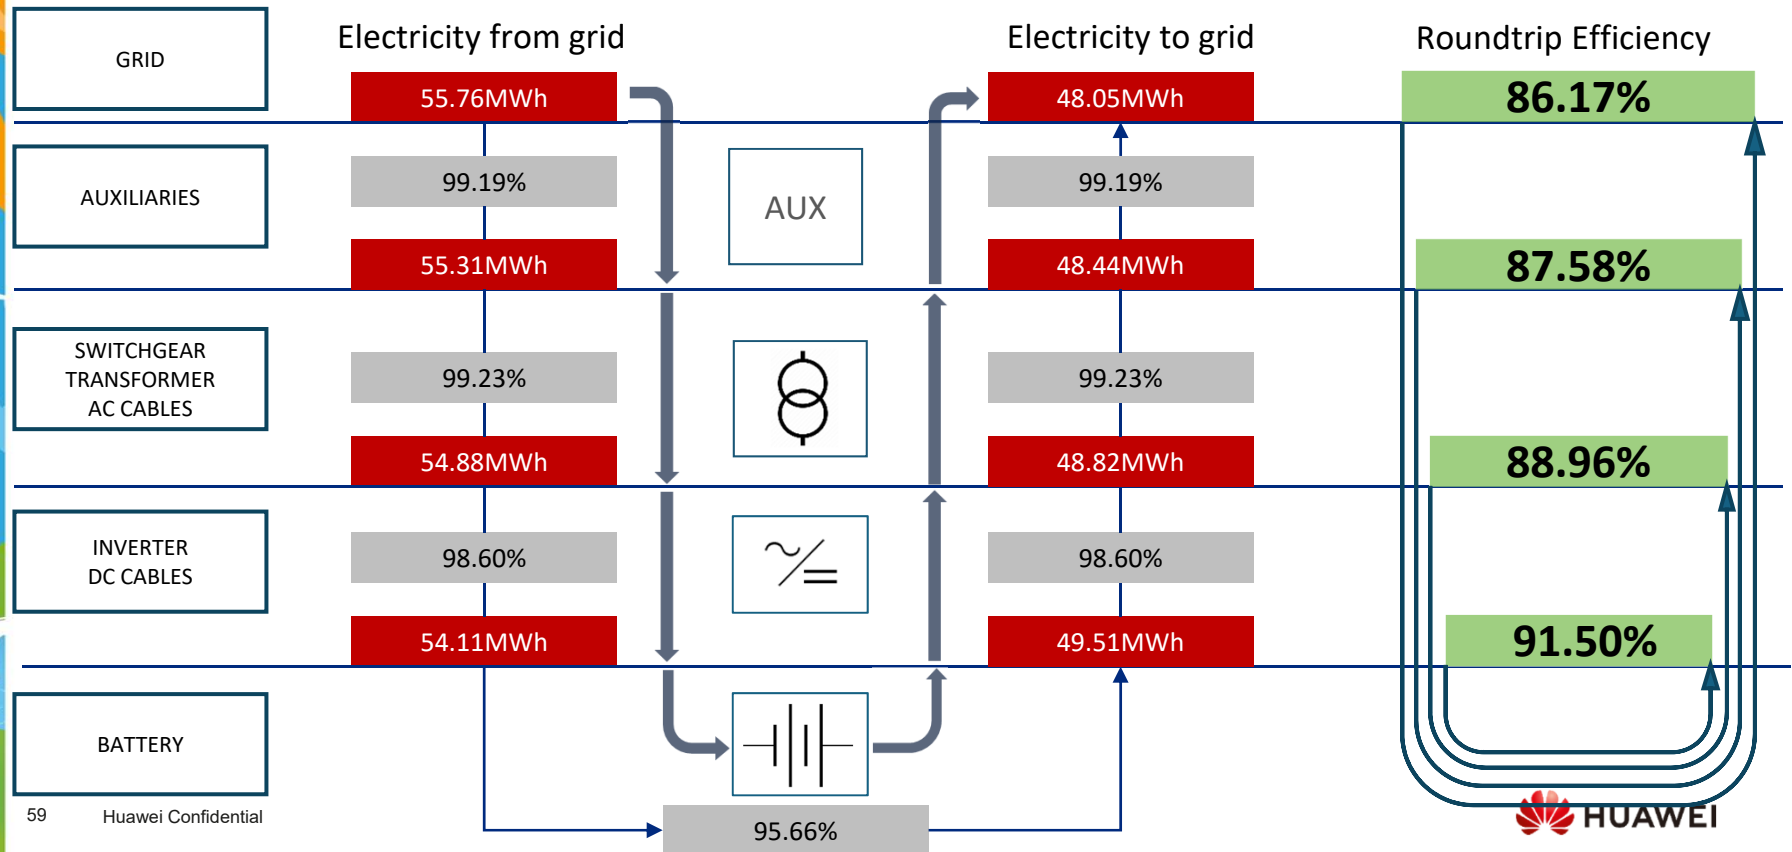 GRID
Electricity from grid
Electricity to grid
Roundtrip Efficiency
55.76MWh
48.05MWh
86.17%
AUXILIARIES
99.19%
AUX
99.19%
55.31MWh
48.44MWh
87.58%
SWITCHGEAR
TRANSFORMER
AC CABLES
99.23%
99.23%
54.88MWh
48.82MWh
88.96%
INVERTER
DC CABLES
98.60%
98.60%
54.11MWh
49.51MWh
91.50%
BATTERY
95.66%
59
Huawei Confidential
HUAWEI